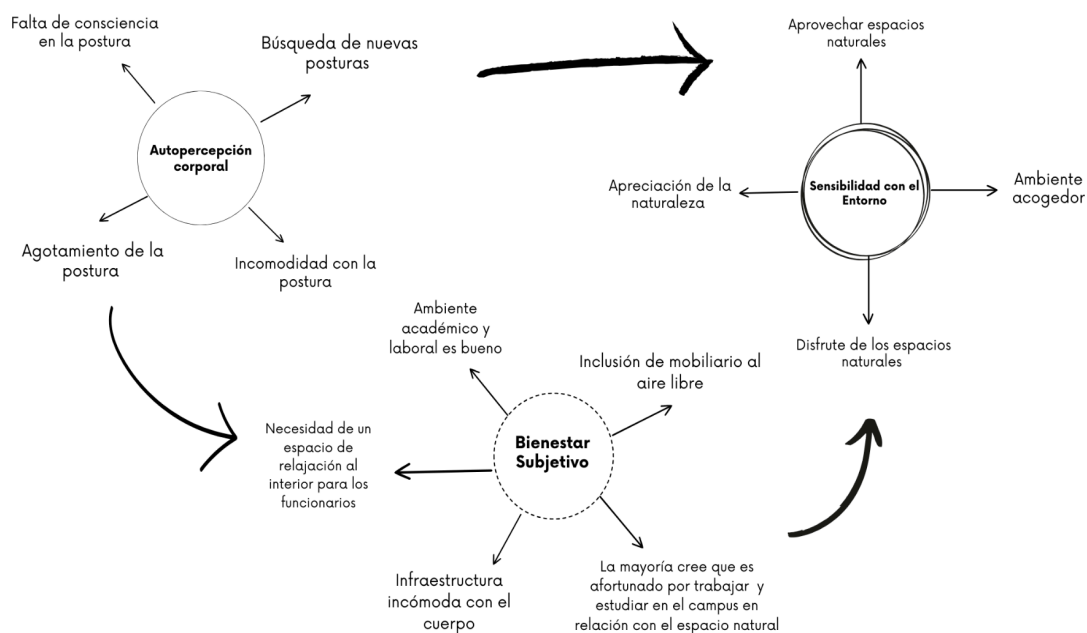 Falta de consciencia
en la postura
Búsqueda de nuevas
posturas
Autopercepción
corporal
Agotamiento de la
postura
Incomodidad con la
postura
Aprovechar espacios
naturales
Apreciación de la
naturaleza
Sensibilidad con el
Entorno
Ambiente
acogedor
Disfrute de los espacios
naturales
Ambiente
académico y
laboral es bueno
Inclusión de mobiliario al
aire libre
Bienestar
Subjetivo
Necesidad de un
espacio de
relajación al
interior para los
funcionarios
Infraestructura
incómoda con el
cuerpo
La mayoría cree que es
afortunado por trabajar y
estudiar en el campus en
relación con el espacio natural